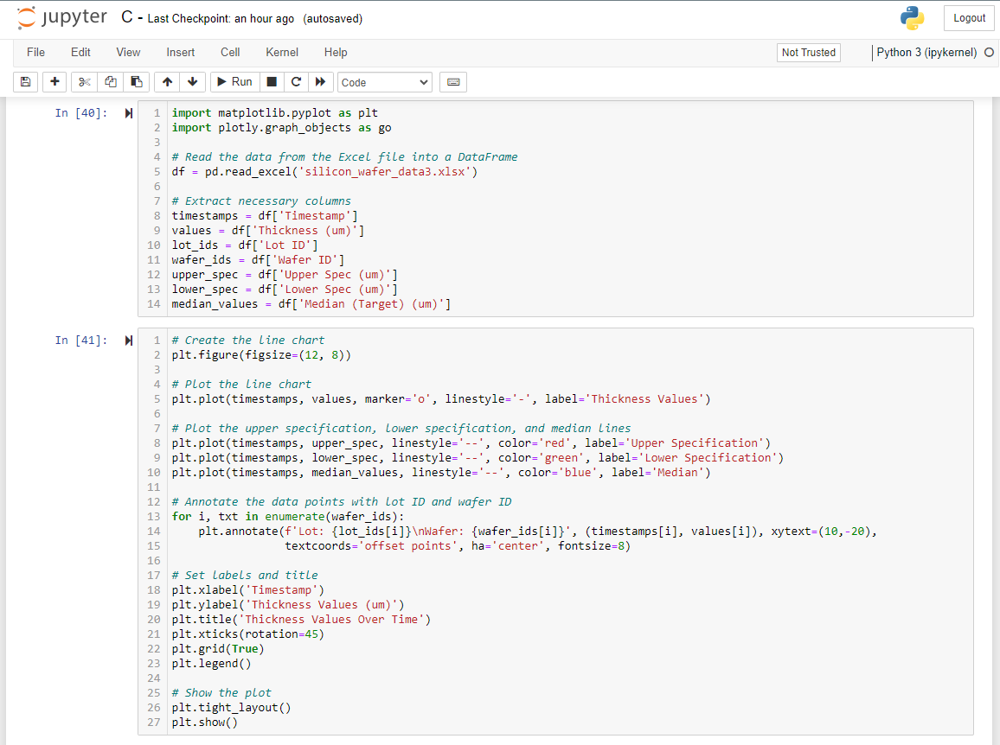 jupyter C - Last Checkpoint: an hour ago (autosaved) Logout
File Edit View Insert Cell Kernel Help Not Trusted Python 3 (ipykernel)
Run Code
In [40]:
1 import matplotlib.pyplot as plt
2 import plotly.graph_objects as go
3
4 # Read the data from the Excel file into a DataFrame
5 df = pd.read_excel('silicon_wafer_data3.xlsx')
6
7 # Extract necessary columns
8 timestamps = df['Timestamp']
9 values = df['Thickness (um)']
10 lot_ids = df['Lot ID']
11 wafer_ids = df['Wafer ID']
12 upper_spec = df['Upper Spec (um)']
13 lower_spec = df['Lower Spec (um)']
14 median_values = df['Median (Target) (um)']
In [41]:
1 # Create the line chart
2 plt.figure(figsize=(12, 8))
3
4 # Plot the line chart
5 plt.plot(timestamps, values, marker='o', linestyle='-', label='Thickness Values')
6
7 # Plot the upper specification, lower specification, and median lines
8 plt.plot(timestamps, upper_spec, linestyle='--', color='red', label='Upper Specification')
9 plt.plot(timestamps, lower_spec, linestyle='--', color='green', label='Lower Specification')
10 plt.plot(timestamps, median_values, linestyle='--', color='blue', label='Median')
11
12 # Annotate the data points with lot ID and wafer ID
13 for i, txt in enumerate(wafer_ids):
14     plt.annotate(f'Lot: {lot_ids[i]}\nWafer: {wafer_ids[i]}', (timestamps[i], values[i]), xytext=(10,-20),
15                  textcoords='offset points', ha='center', fontsize=8)
16
17 # Set labels and title
18 plt.xlabel('Timestamp')
19 plt.ylabel('Thickness Values (um)')
20 plt.title('Thickness Values Over Time')
21 plt.xticks(rotation=45)
22 plt.grid(True)
23 plt.legend()
24
25 # Show the plot
26 plt.tight_layout()
27 plt.show()